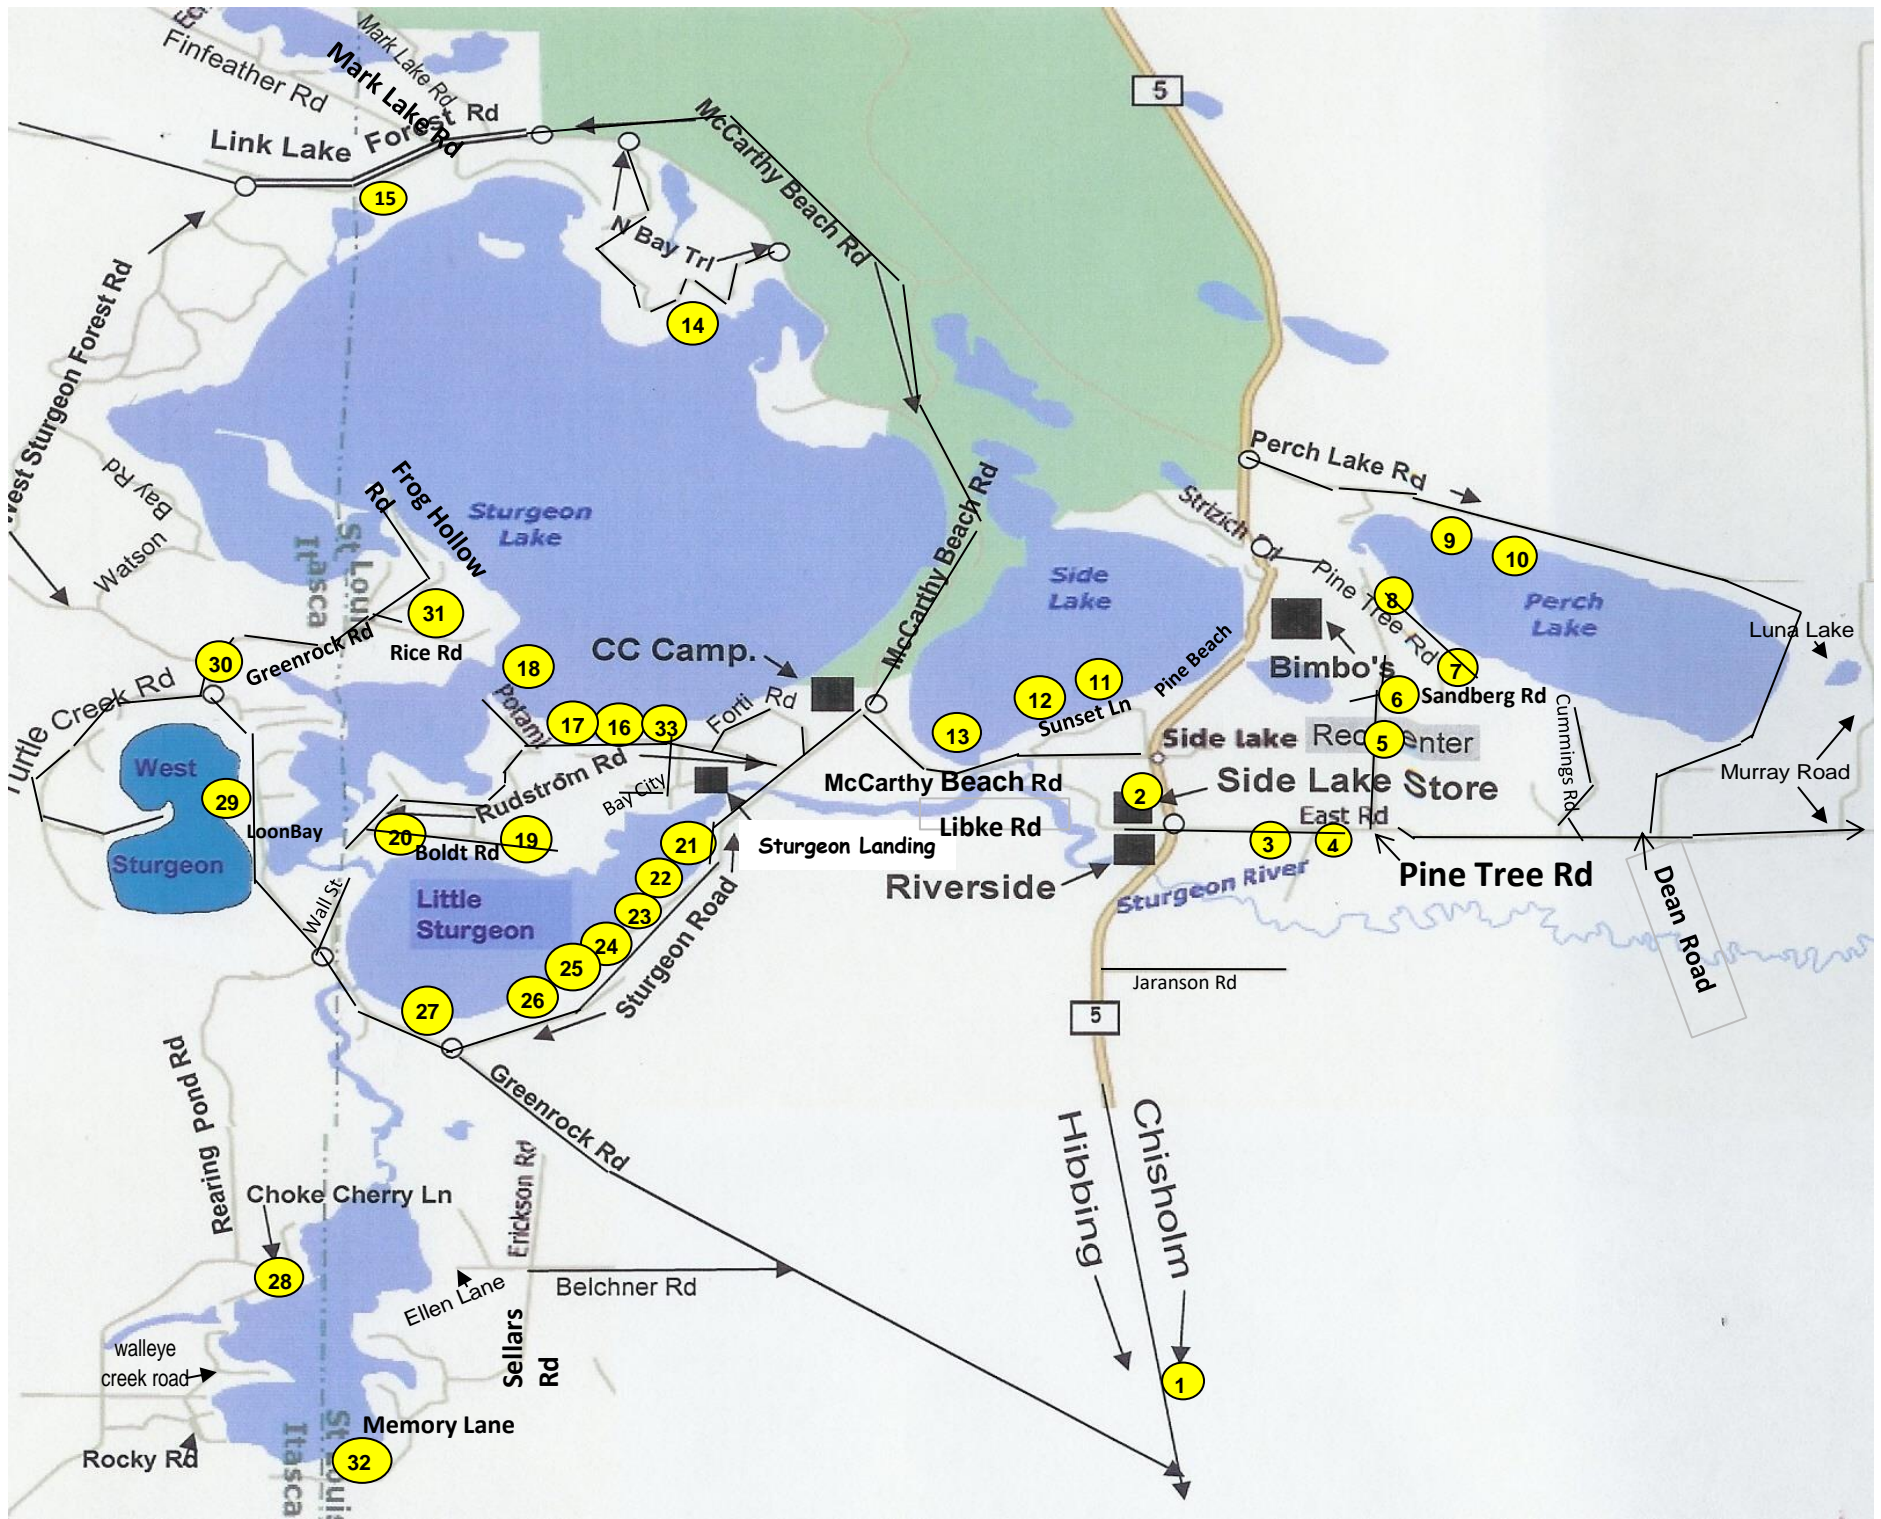 Finfeather Rd
Mark Lake Rd
Mark Lake Rd
Link Lake Forest Rd
15
5
McCarthy Beach Rd
N Bay Trl
14
West Sturgeon Forest Rd
Perch Lake Rd
Strizich Rd
9
10
Bay Rd
Watson
Frog Hollow
Rd
Sturgeon
Lake
St Loui
Itasca
McCarthy Beach Rd
Side
Lake
Pine Tree Rd
8
Perch
Lake
Luna Lake
31
Rice Rd
30
Greenrock Rd
18
CC Camp.
Pine Beach
Bimbo's
7
6
Sandberg Rd
Turtle Creek Rd
Potami
17
16
33
Forti Rd
11
12
13
Sunset Ln
Side lake
Rec
5
enter
Cummings Rd
Murray Road
West
Sturgeon
29
LoonBay
Rudstrom Rd
Bay City
McCarthy Beach Rd
2
Side Lake Store
East Rd
Libke Rd
20
Boldt Rd
19
21
Sturgeon Landing
3
4
Riverside
Pine Tree Rd
Sturgeon River
Dean Road
Wall St
Little
Sturgeon
22
23
24
25
26
27
Sturgeon Road
Jaranson Rd
5
Rearing Pond Rd
Greenrock Rd
Hibbing
Chisholm
Choke Cherry Ln
Erickson Rd
28
Ellen Lane
Belchner Rd
Sellars
Rd
walleye
creek road
1
Memory Lane
Rocky Rd
32
Itasca
St Louis